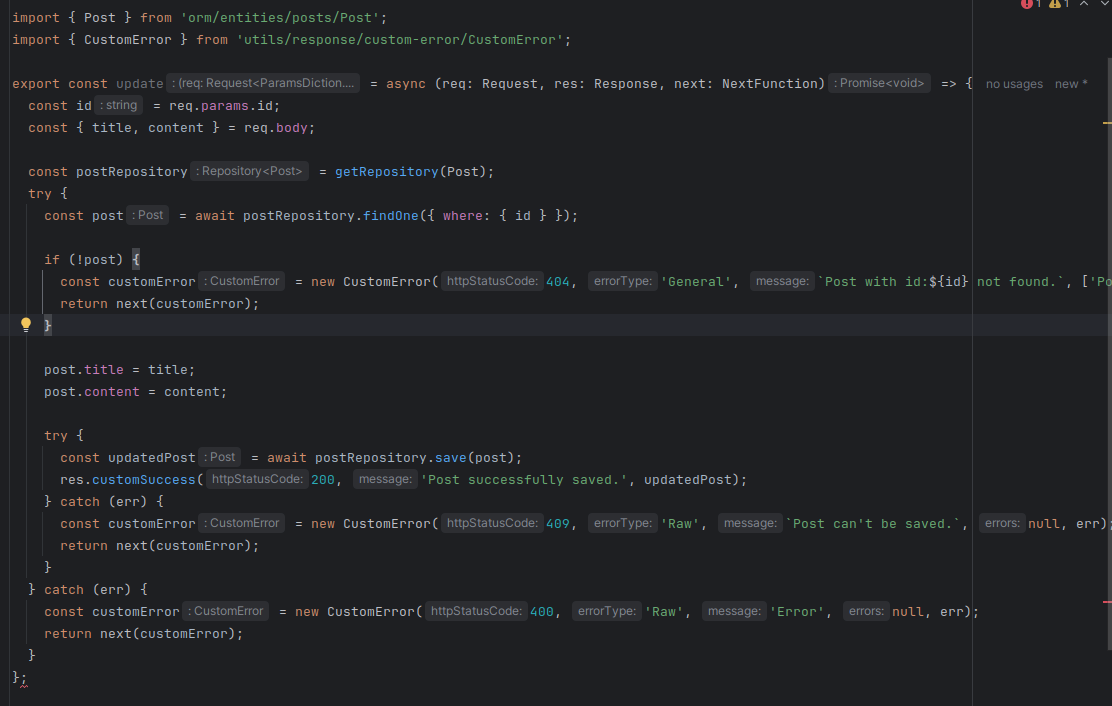 1 1
import { Post } from 'orm/entities/posts/Post';
import { CustomError } from 'utils/response/custom-error/CustomError';
export const update : (req: Request<ParamsDiction.... = async (req: Request, res: Response, next: NextFunction) : Promise<void> => { no usages new *
const id : string = req.params.id;
const { title, content } = req.body;
const postRepository : Repository<Post> = getRepository(Post);
try {
const post : Post = await postRepository.findOne({ where: { id } });
if (!post) {
const customError : CustomError = new CustomError( httpStatusCode: 404, errorType: 'General', message: `Post with id:${id} not found.`, ['Po
return next(customError);
}
post.title = title;
post.content = content;
try {
const updatedPost : Post = await postRepository.save(post);
res.customSuccess( httpStatusCode: 200, message: 'Post successfully saved.', updatedPost);
} catch (err) {
const customError : CustomError = new CustomError( httpStatusCode: 409, errorType: 'Raw', message: `Post can't be saved.`, errors: null, err);
return next(customError);
}
} catch (err) {
const customError : CustomError = new CustomError( httpStatusCode: 400, errorType: 'Raw', message: 'Error', errors: null, err);
return next(customError);
}
};